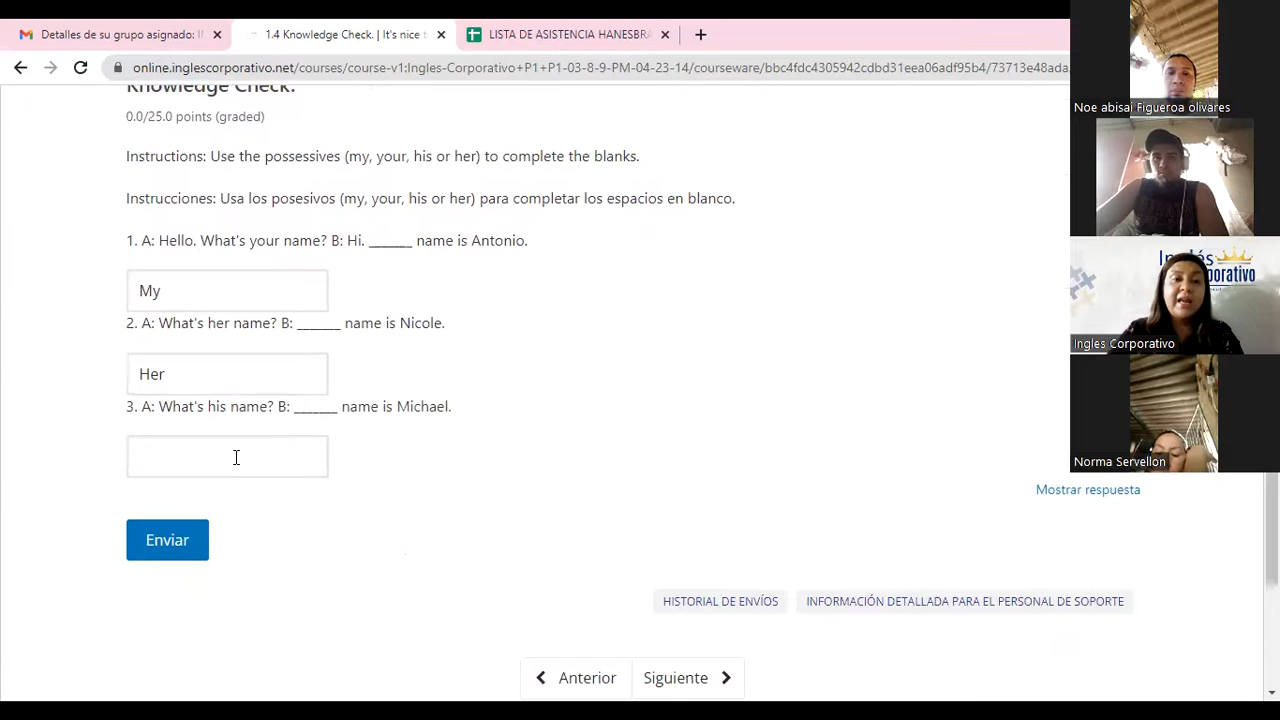 Detalles de su grupo asignado: I
1.4 Knowledge Check. | It's nice t
LISTA DE ASISTENCIA HANESBRA
online.inglescorporativo.net/courses/course-v1:Ingles-Corporativo+P1+P1-03-8-9-PM-04-23-14/courseware/bbc4fdc4305942cdbd31eea06adf95b4/73713e48ada
Knowledge Check.
0.0/25.0 points (graded)
Instructions: Use the possessives (my, your, his or her) to complete the blanks.
Instrucciones: Usa los posesivos (my, your, his or her) para completar los espacios en blanco.
1. A: Hello. What's your name? B: Hi. _______ name is Antonio.
My
2. A: What's her name? B: _______ name is Nicole.
Her
3. A: What's his name? B: _______ name is Michael.
Mostrar respuesta
Enviar
HISTORIAL DE ENVÍOS
INFORMACIÓN DETALLADA PARA EL PERSONAL DE SOPORTE
Anterior
Siguiente
Noe abisai Figueroa olivares
Inglés
porativo
Ingles Corporativo
Norma Servellon